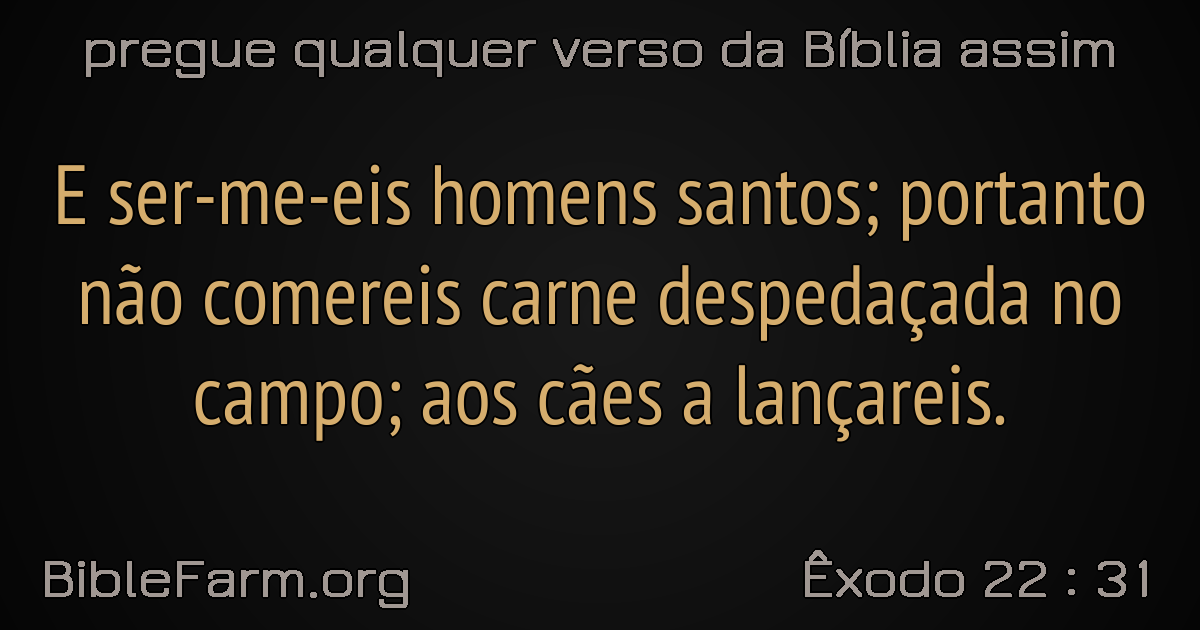 pregue qualquer verso da Bíblia assim
E ser-me-eis homens santos; portanto
não comereis carne despedaçada no
campo; aos cães a lançareis.
BibleFarm.org
Êxodo 22 : 31